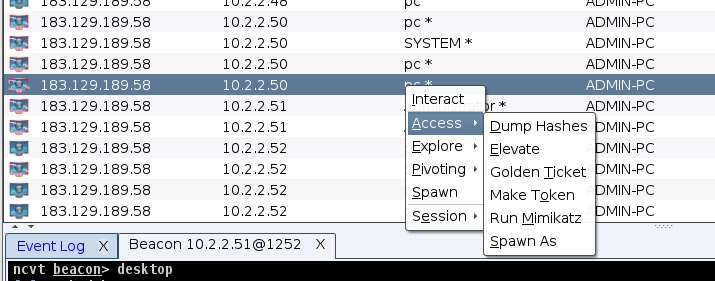 183.129.189.58 10.2.2.48 pc ADMIN-PC
183.129.189.58 10.2.2.50 pc * ADMIN-PC
183.129.189.58 10.2.2.50 SYSTEM * ADMIN-PC
183.129.189.58 10.2.2.50 pc * ADMIN-PC
183.129.189.58 10.2.2.50 pc * ADMIN-PC
183.129.189.58 10.2.2.51 * ADMIN-PC
183.129.189.58 10.2.2.51 ADMIN-PC
183.129.189.58 10.2.2.52 ADMIN-PC
183.129.189.58 10.2.2.52 ADMIN-PC
183.129.189.58 10.2.2.52 ADMIN-PC
183.129.189.58 10.2.2.52 ADMIN-PC
Interact
Access
Explore
Pivoting
Spawn
Session
Dump Hashes
Elevate
Golden Ticket
Make Token
Run Mimikatz
Spawn As
Event Log X Beacon 10.2.2.51@1252 X
ncvt beacon> desktop